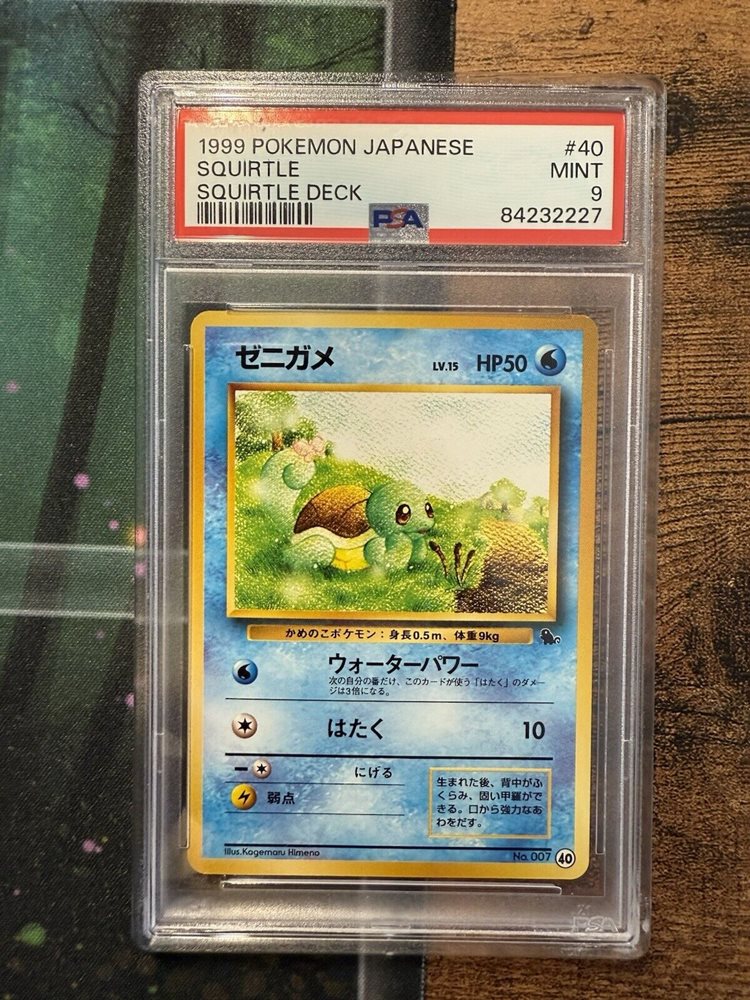 1999 POKEMON JAPANESE #40
SQUIRTLE MINT
SQUIRTLE DECK 9
PSA 84232227
ゼニガメ LV.15 HP50
かめのこポケモン：身長0.5m、体重9kg
ウォーターパワー
次の自分の番だけ、このカードが使う「はたく」のダメー
ジは3倍になる。
はたく 10
にげる
弱点
生まれた後、背中がふ
くらみ、固い甲羅がで
きる。口から強力なあ
わをだす。
Illus.Kagemaru Himeno No. 007 40
PSA